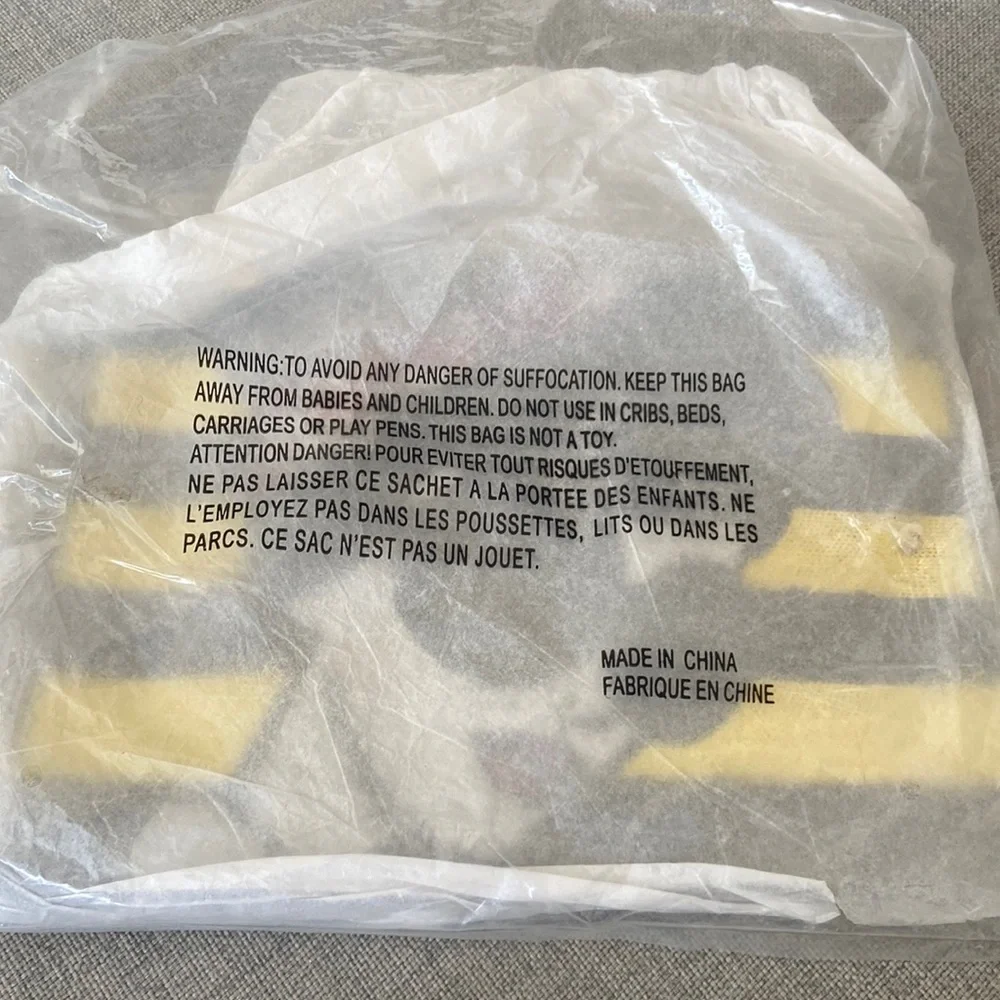 WARNING:TO AVOID ANY DANGER OF SUFFOCATION. KEEP THIS BAG
AWAY FROM BABIES AND CHILDREN. DO NOT USE IN CRIBS, BEDS,
CARRIAGES OR PLAY PENS. THIS BAG IS NOT A TOY.
ATTENTION DANGER! POUR EVITER TOUT RISQUES D'ETOUFFEMENT,
NE PAS LAISSER CE SACHET A LA PORTEE DES ENFANTS. NE
L'EMPLOYEZ PAS DANS LES POUSSETTES, LITS OU DANS LES
PARCS. CE SAC N'EST PAS UN JOUET.
MADE IN CHINA
FABRIQUE EN CHINE